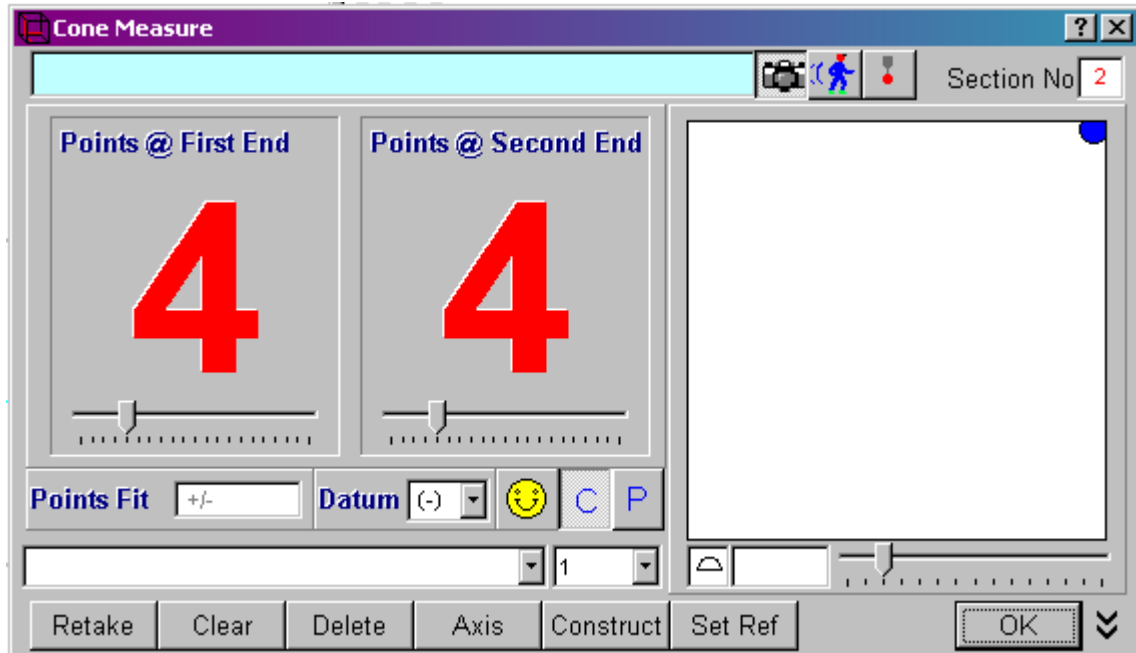 Cone Measure
Section No 2
Points @ First End
Points @ Second End
4
4
Points Fit +/- Datum (-) C P
1
Retake Clear Delete Axis Construct Set Ref OK